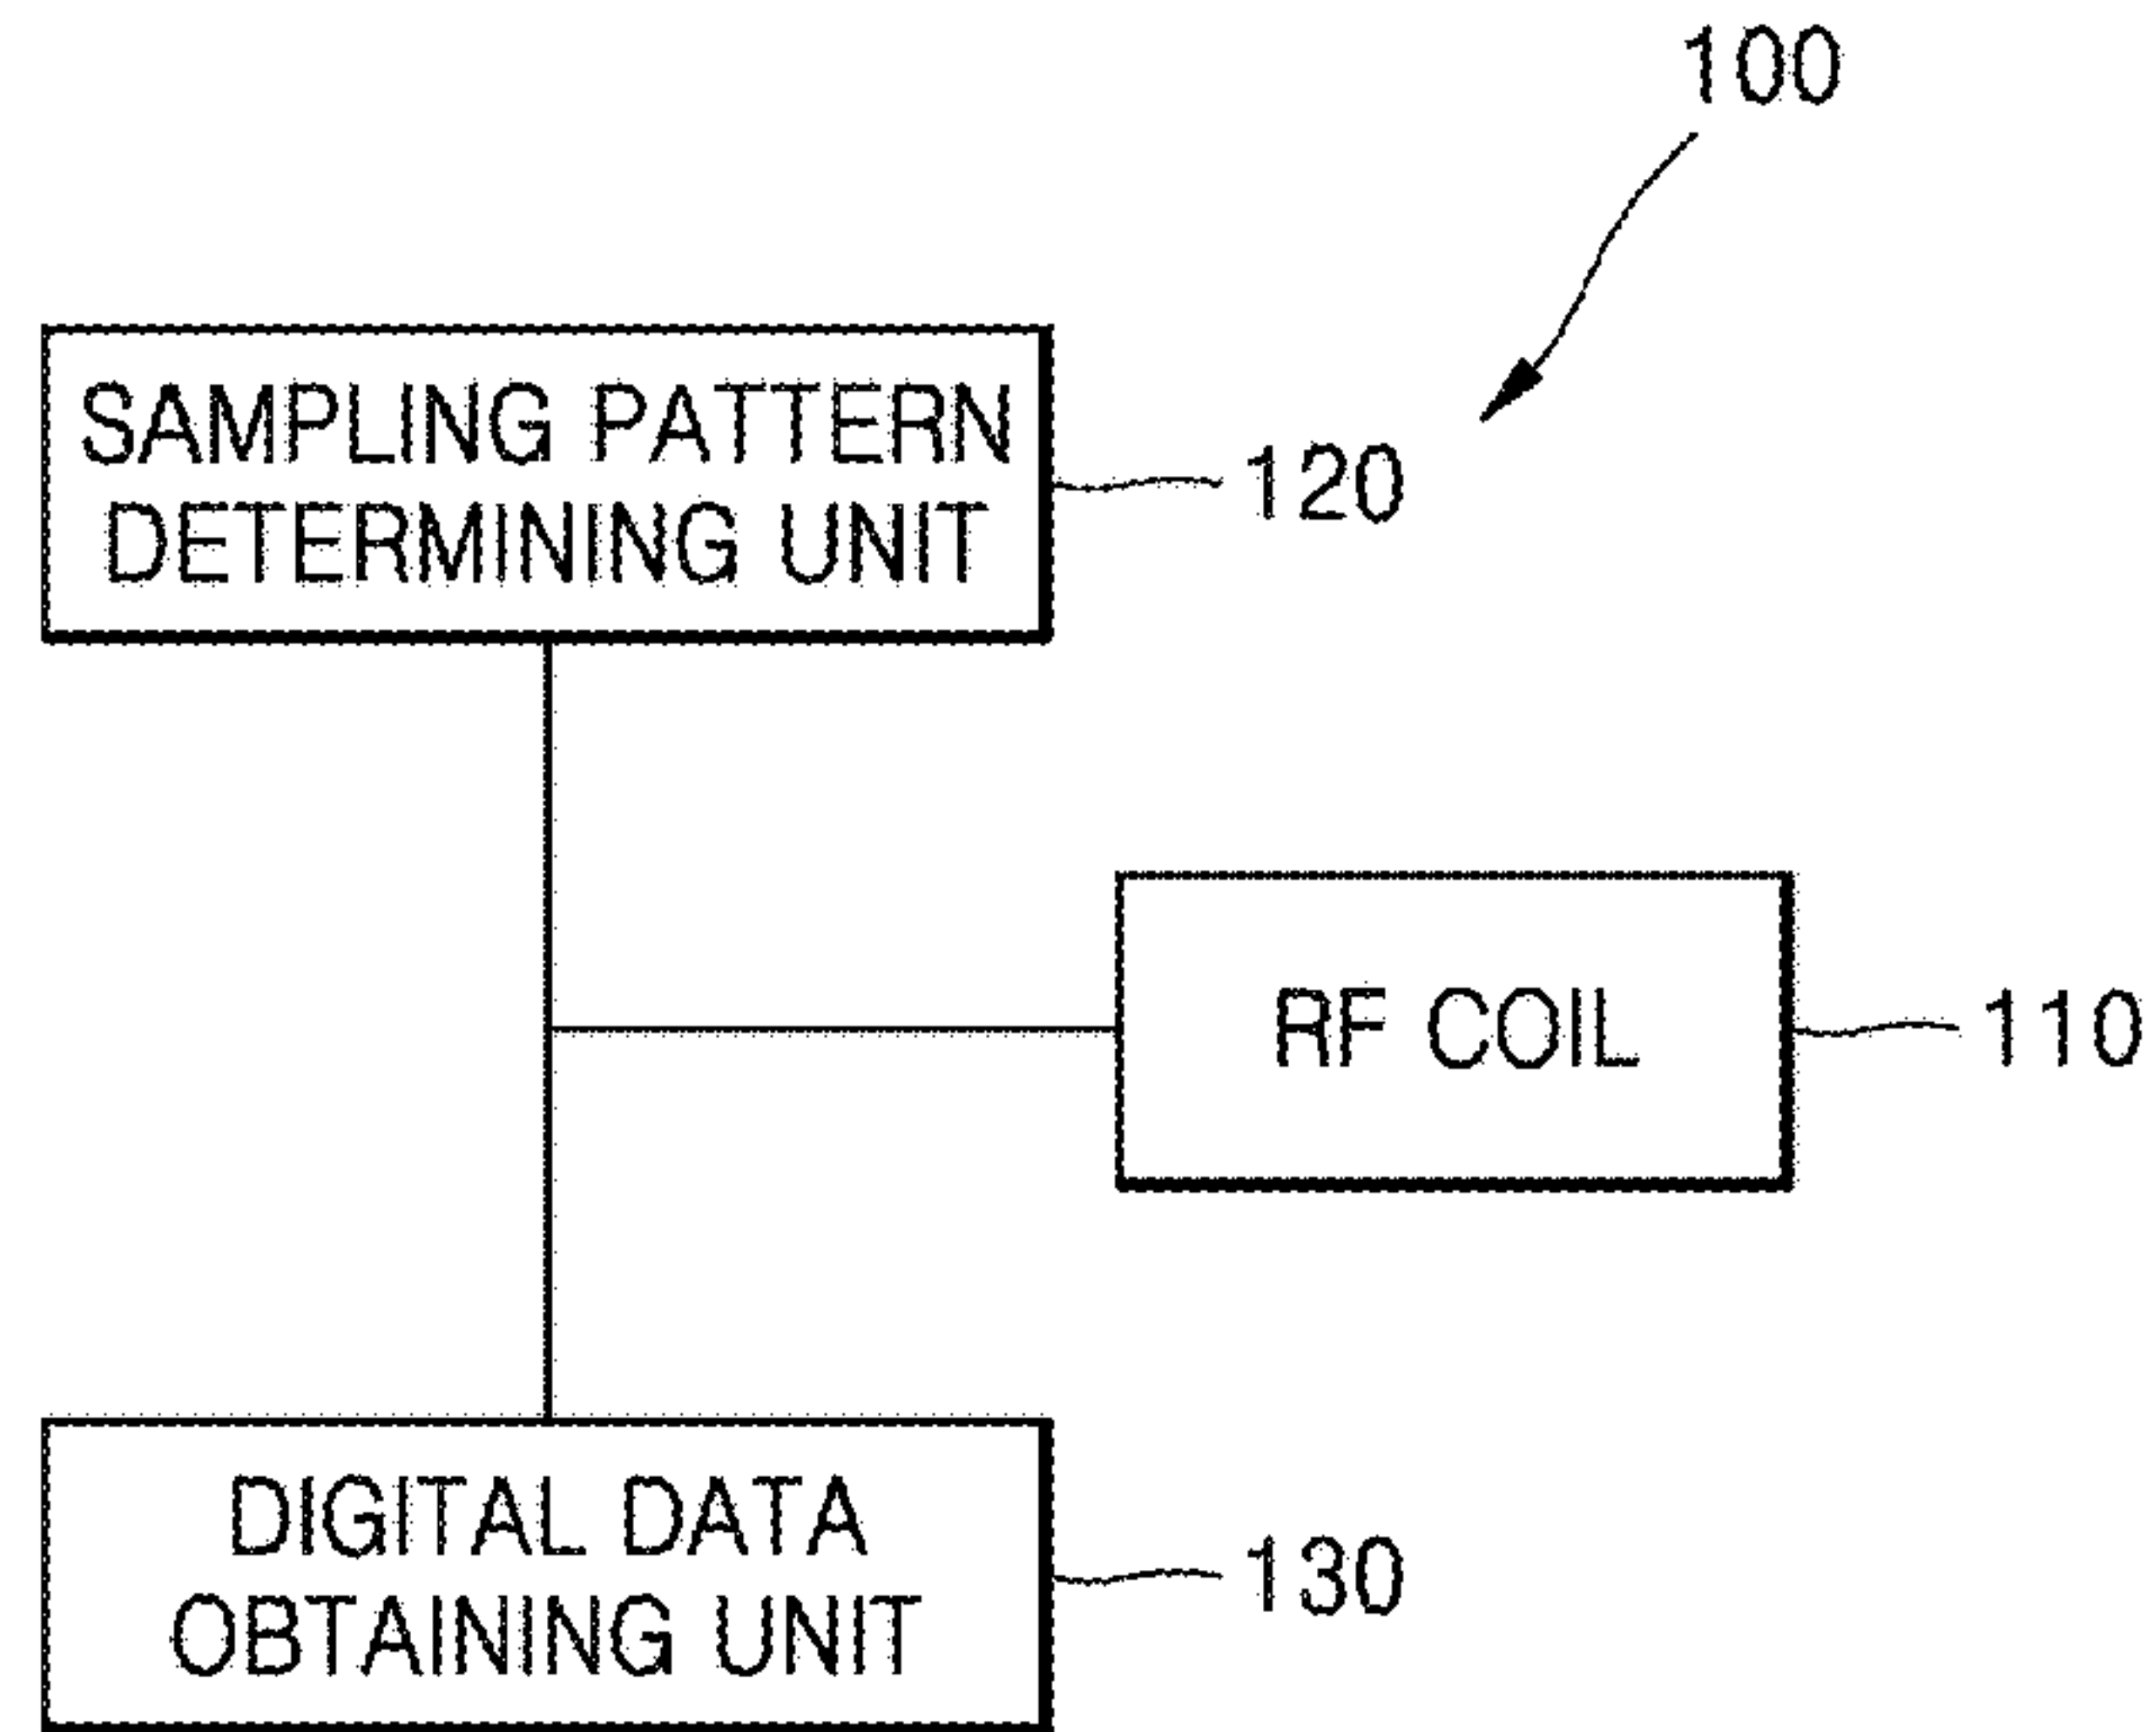 100
SAMPLING PATTERN
DETERMINING UNIT
120
RF COIL
110
DIGITAL DATA
OBTAINING UNIT
130